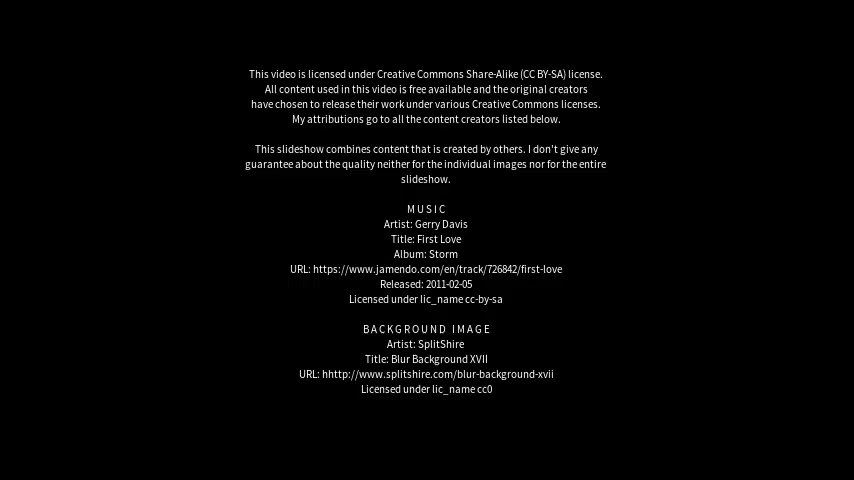 This video is licensed under Creative Commons Share-Alike (CC BY-SA) license.
All content used in this video is free available and the original creators
have chosen to release their work under various Creative Commons licenses.
My attributions go to all the content creators listed below.
This slideshow combines content that is created by others. I don't give any
guarantee about the quality neither for the individual images nor for the entire
slideshow.
MUSIC
Artist: Gerry Davis
Title: First Love
Album: Storm
URL: https://www.jamendo.com/en/track/726842/first-love
Released: 2011-02-05
Licensed under lic_name cc-by-sa
BACKGROUND IMAGE
Artist: SplitShire
Title: Blur Background XVII
URL: hhttp://www.splitshire.com/blur-background-xvii
Licensed under lic_name cc0